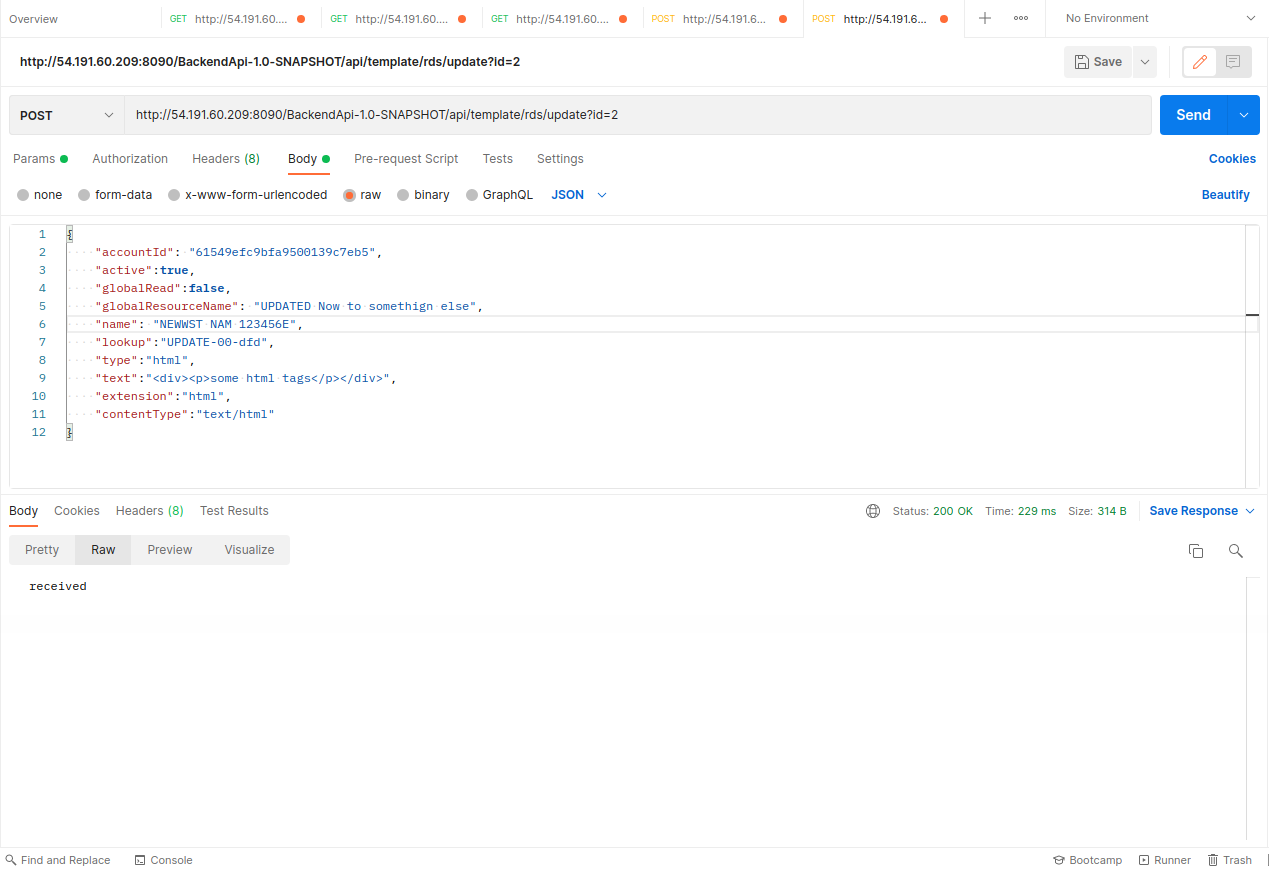 Overview GET http://54.191.60.... GET http://54.191.60.... GET http://54.191.60.... POST http://54.191.6... POST http://54.191.6... No Environment
http://54.191.60.209:8090/BackendApi-1.0-SNAPSHOT/api/template/rds/update?id=2 Save
POST http://54.191.60.209:8090/BackendApi-1.0-SNAPSHOT/api/template/rds/update?id=2 Send
Params Authorization Headers (8) Body Pre-request Script Tests Settings Cookies
none form-data x-www-form-urlencoded raw binary GraphQL JSON Beautify
1 {
2 "accountId": "61549efc9bfa9500139c7eb5",
3 "active":true,
4 "globalRead":false,
5 "globalResourceName": "UPDATED Now to somethign else",
6 "name": "NEWWST NAM 123456E",
7 "lookup":"UPDATE-00-dfd",
8 "type":"html",
9 "text":"<div><p>some html tags</p></div>",
10 "extension":"html",
11 "contentType":"text/html"
12 }
Body Cookies Headers (8) Test Results Status: 200 OK Time: 229 ms Size: 314 B Save Response
Pretty Raw Preview Visualize
received
Find and Replace Console Bootcamp Runner Trash